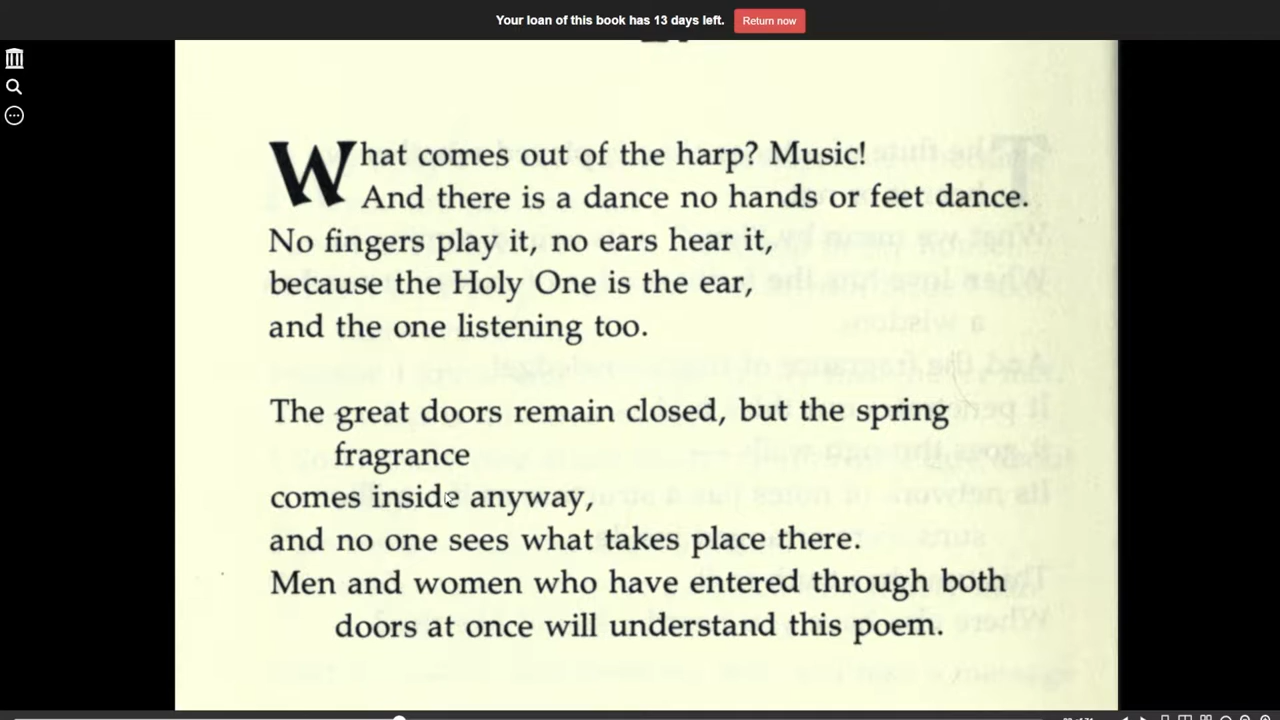 Your loan of this book has 13 days left. Return now
What comes out of the harp? Music!
And there is a dance no hands or feet dance.
No fingers play it, no ears hear it,
because the Holy One is the ear,
and the one listening too.
The great doors remain closed, but the spring
fragrance
comes inside anyway,
and no one sees what takes place there.
Men and women who have entered through both
doors at once will understand this poem.